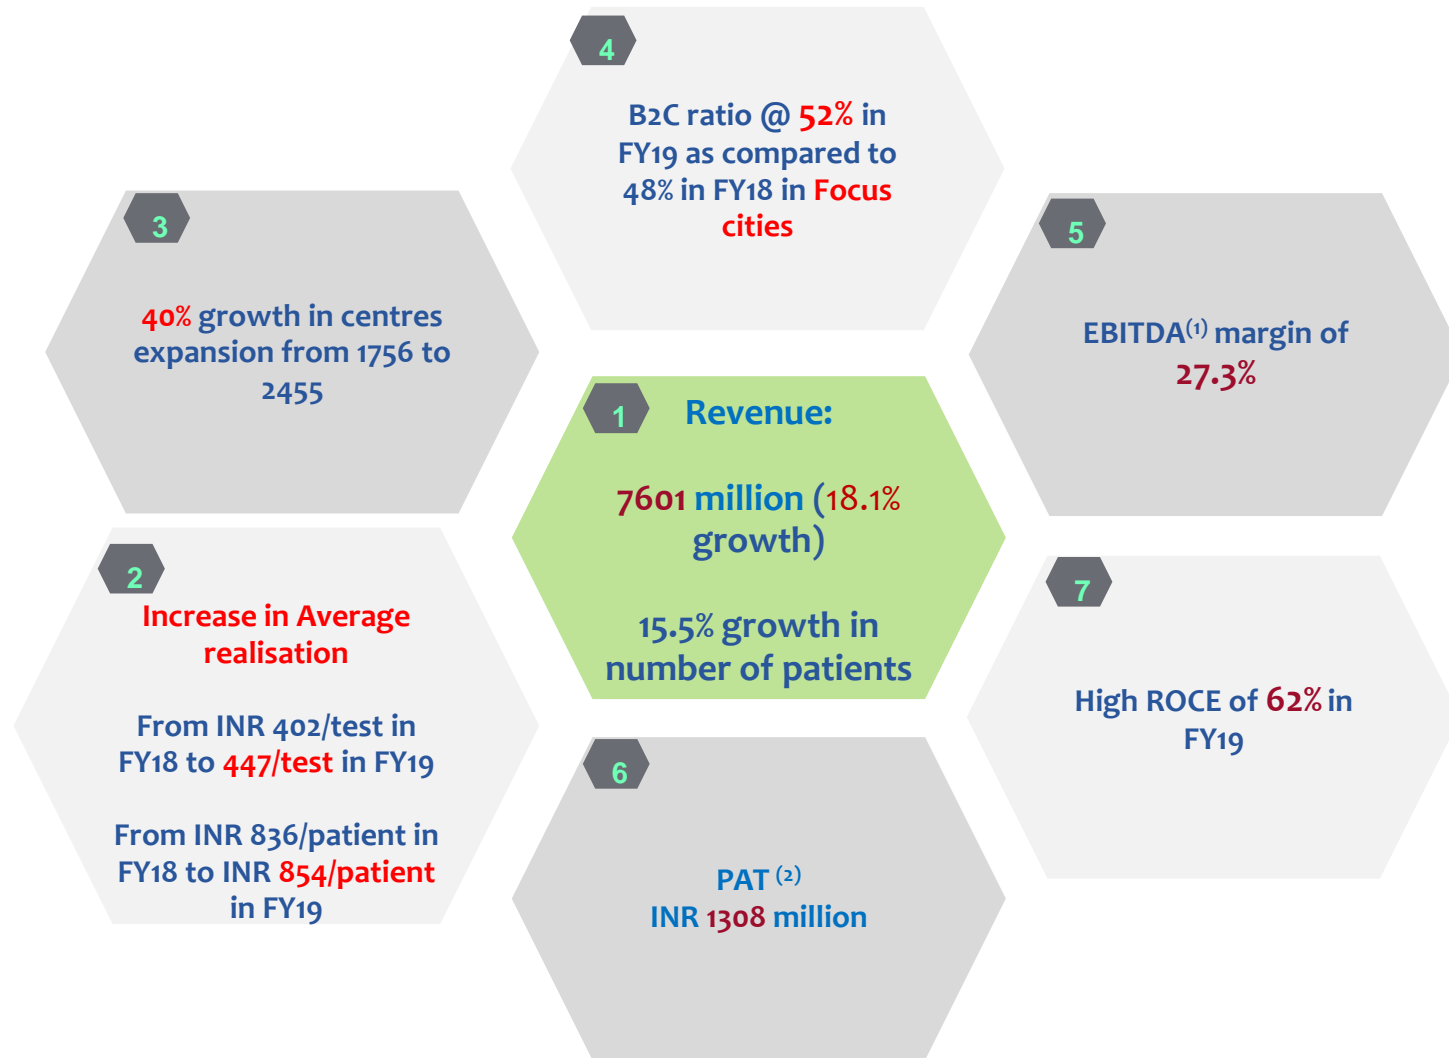 1
Revenue:
7601 million (18.1%
growth)
15.5% growth in
number of patients
2
Increase in Average
realisation
From INR 402/test in
FY18 to 447/test in FY19
From INR 836/patient in
FY18 to INR 854/patient
in FY19
3
40% growth in centres
expansion from 1756 to
2455
4
B2C ratio @ 52% in
FY19 as compared to
48% in FY18 in Focus
cities
5
EBITDA(1) margin of
27.3%
6
PAT (2)
INR 1308 million
7
High ROCE of 62% in
FY19